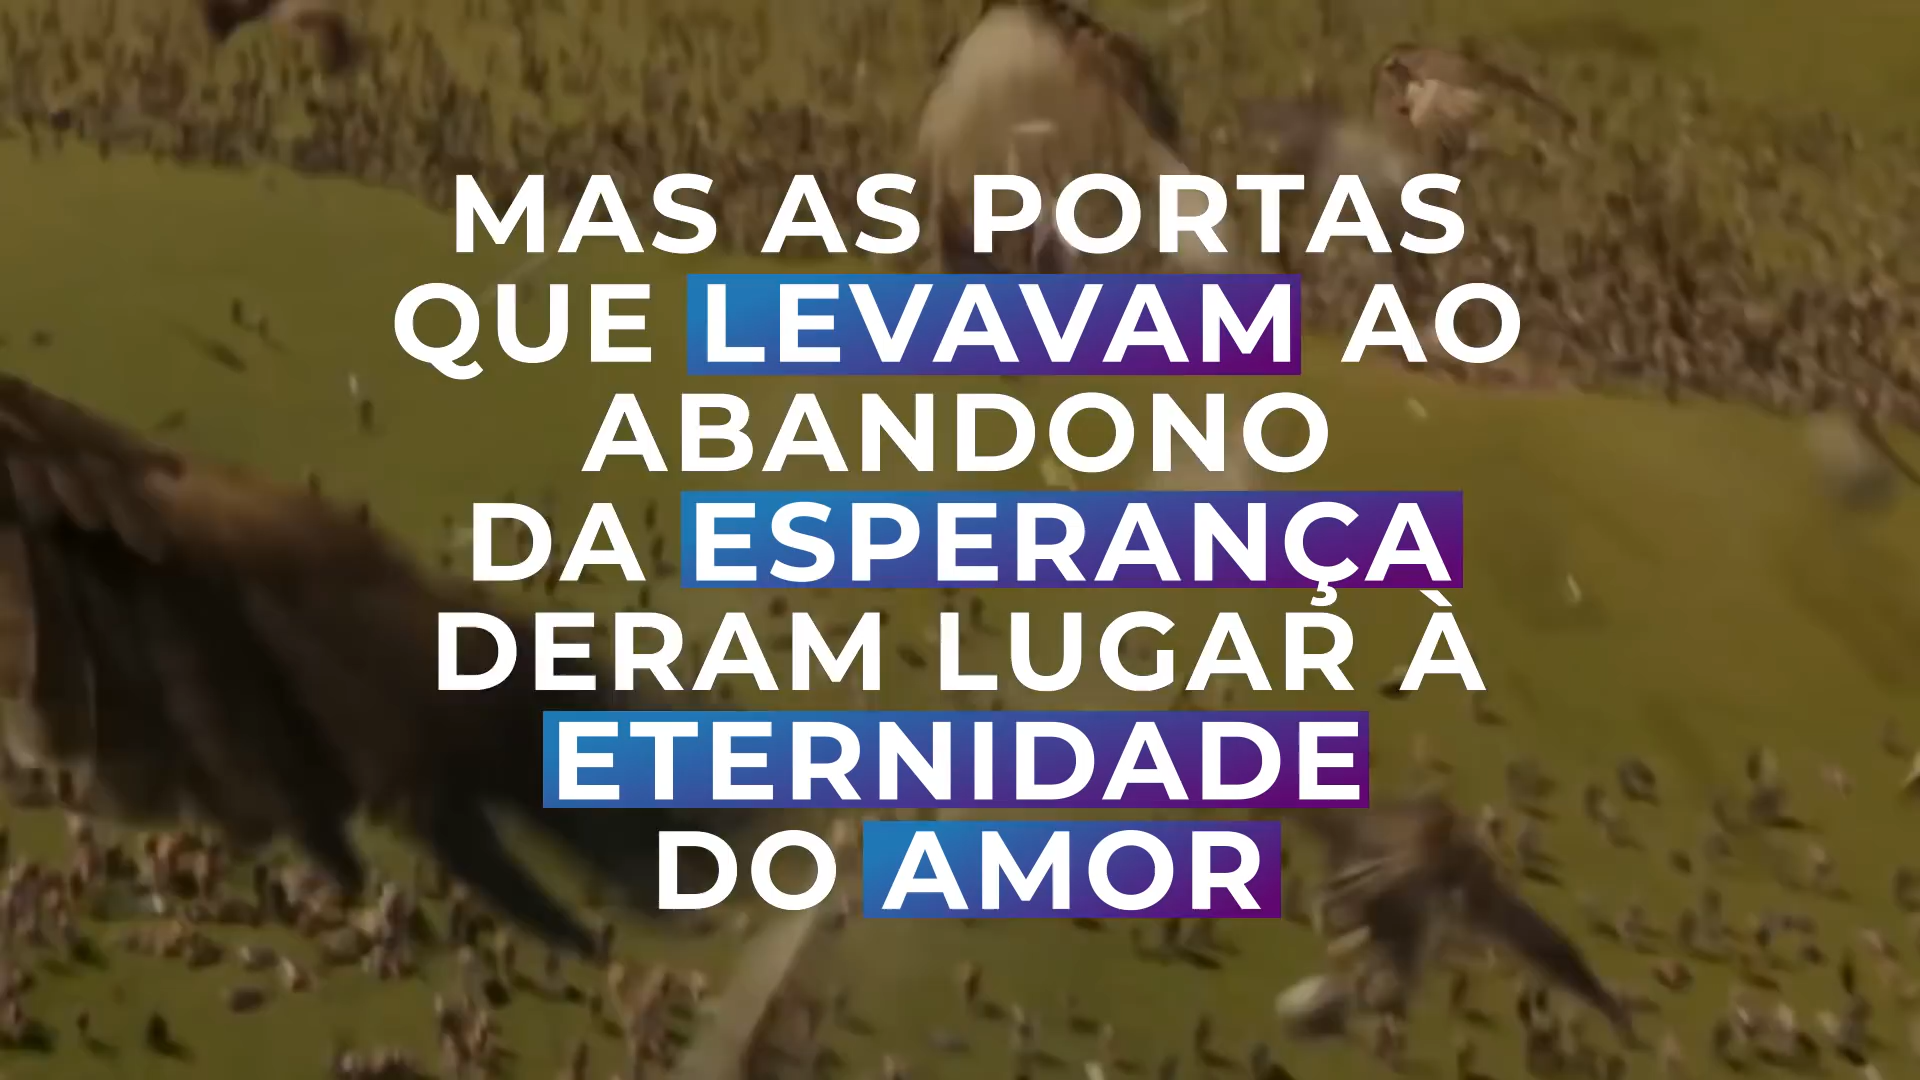 MAS AS PORTAS
QUE LEVAVAM AO
ABANDONO
DA ESPERANÇA
DERAM LUGAR À
ETERNIDADE
DO AMOR